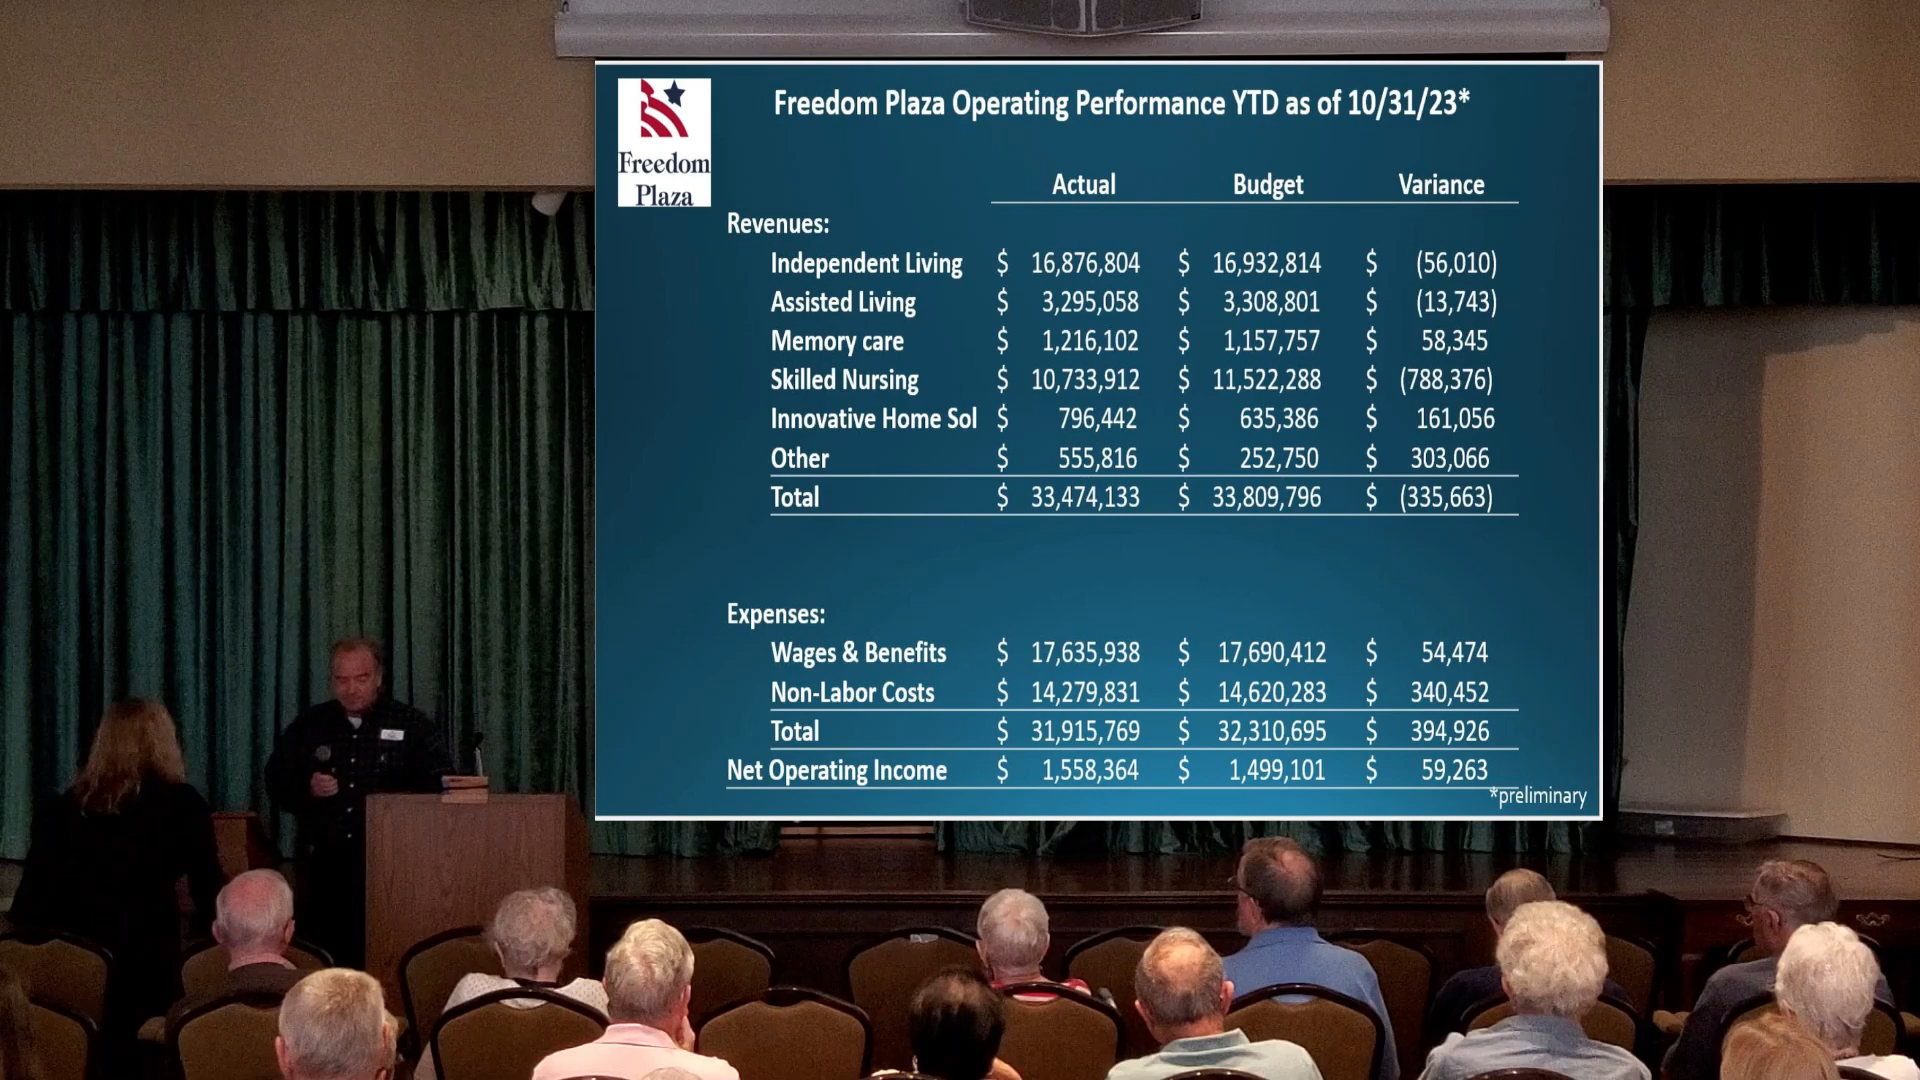 Freedom
Plaza
Freedom Plaza Operating Performance YTD as of 10/31/23*
Actual Budget Variance
Revenues:
Independent Living $ 16,876,804 $ 16,932,814 $ (56,010)
Assisted Living $ 3,295,058 $ 3,308,801 $ (13,743)
Memory care $ 1,216,102 $ 1,157,757 $ 58,345
Skilled Nursing $ 10,733,912 $ 11,522,288 $ (788,376)
Innovative Home Sol $ 796,442 $ 635,386 $ 161,056
Other $ 555,816 $ 252,750 $ 303,066
Total $ 33,474,133 $ 33,809,796 $ (335,663)
Expenses:
Wages & Benefits $ 17,635,938 $ 17,690,412 $ 54,474
Non-Labor Costs $ 14,279,831 $ 14,620,283 $ 340,452
Total $ 31,915,769 $ 32,310,695 $ 394,926
Net Operating Income $ 1,558,364 $ 1,499,101 $ 59,263
*preliminary